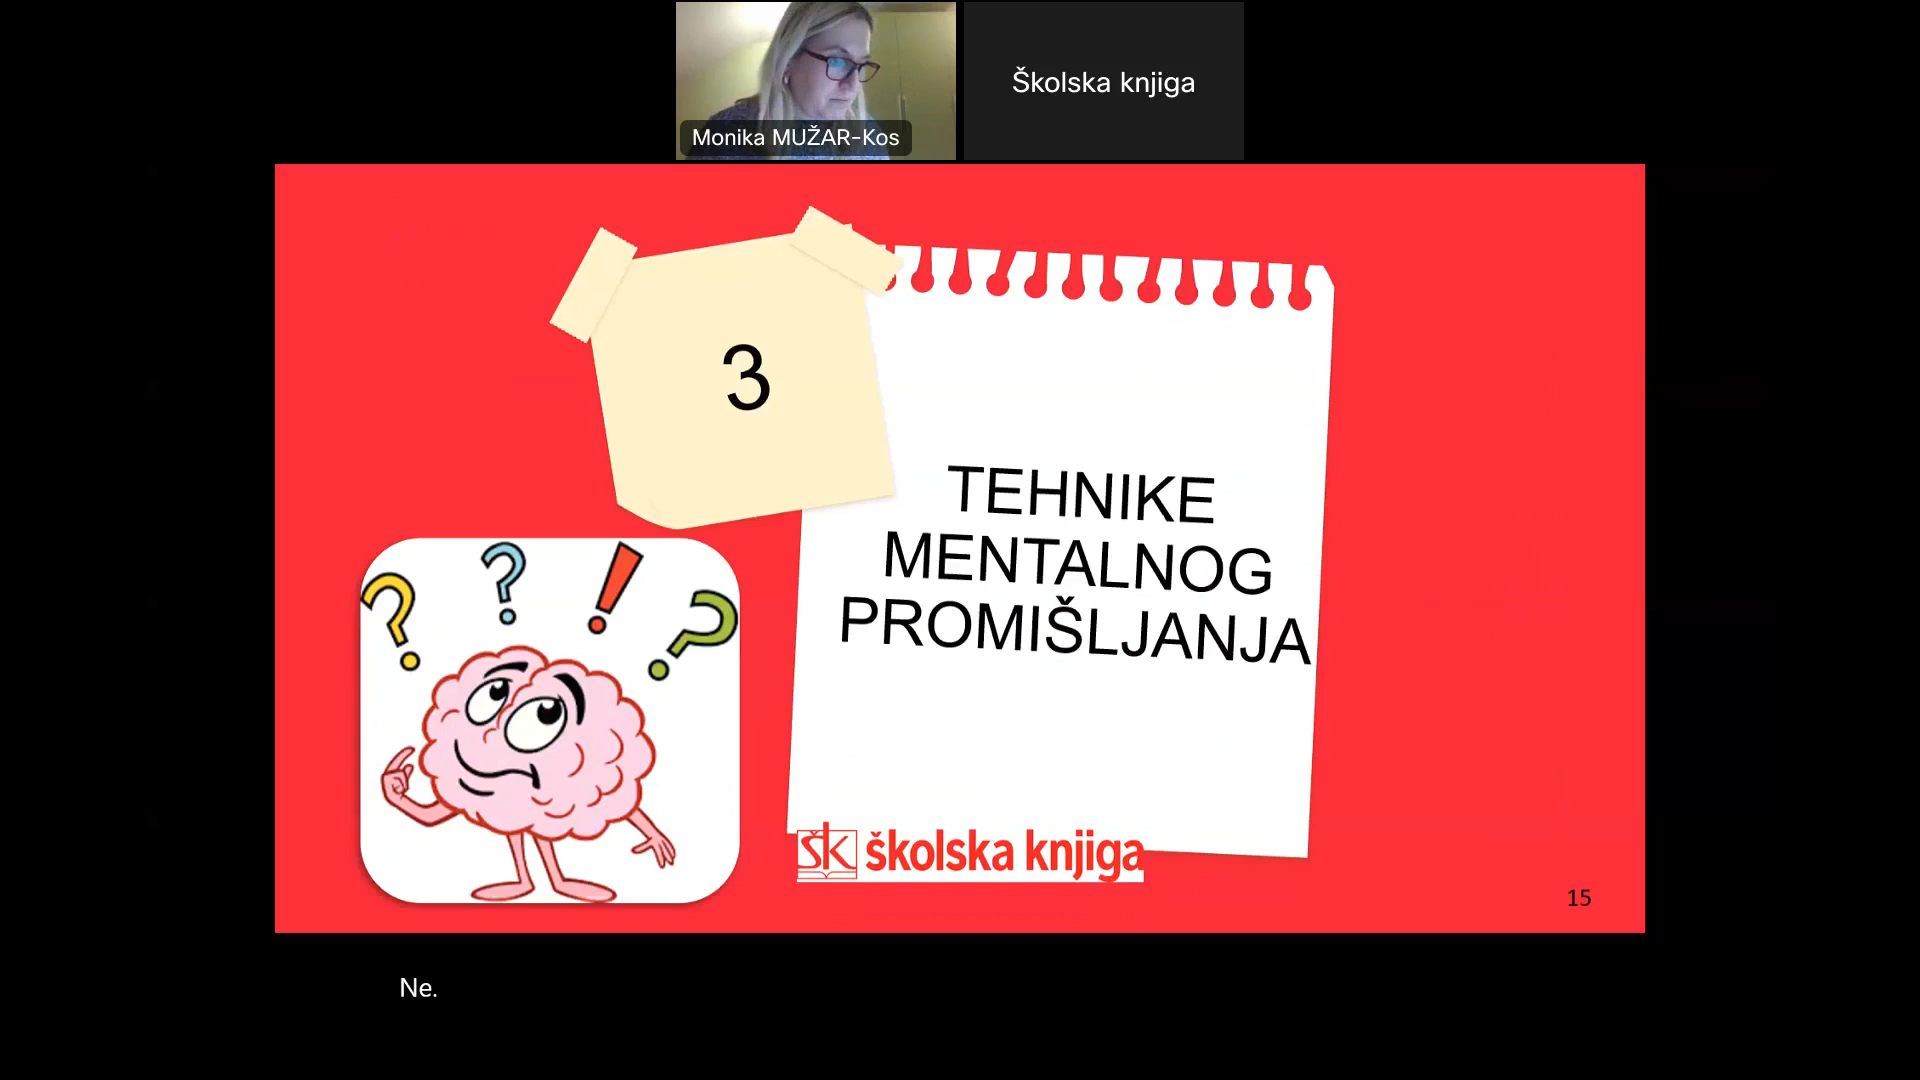 Monika MUŽAR-Kos
Školska knjiga
3
TEHNIKE
MENTALNOG
PROMIŠLJANJA
ŠK školska knjiga
15
Ne.